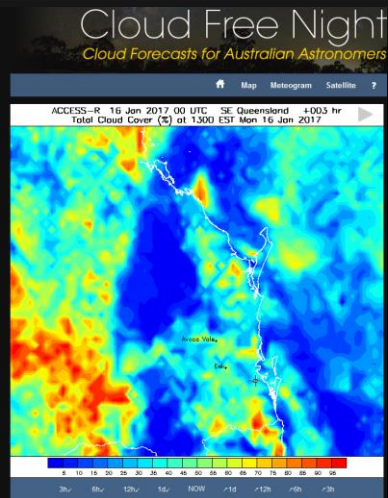 Cloud Free Night
Cloud Forecasts for Australian Astronomers
Map Meteogram Satellite ?
ACCESS-R 16 Jan 2017 00 UTC SE Queensland +003 hr
Total Cloud Cover (%) at 1300 EST Mon 16 Jan 2017
5 10 15 20 25 30 35 40 45 50 55 60 65 70 75 80 85 90 95
3h 6h 12h 1d NOW 1d 12h 6h 3h